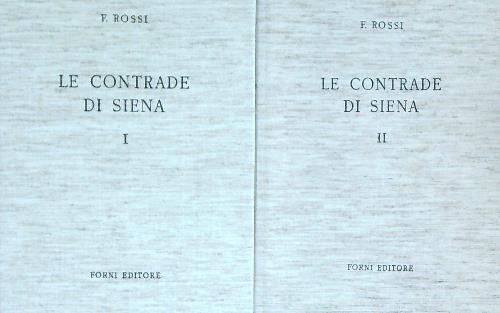 F. ROSSI
LE CONTRADE
DI SIENA
I
FORNI EDITORE
F. ROSSI
LE CONTRADE
DI SIENA
II
FORNI EDITORE